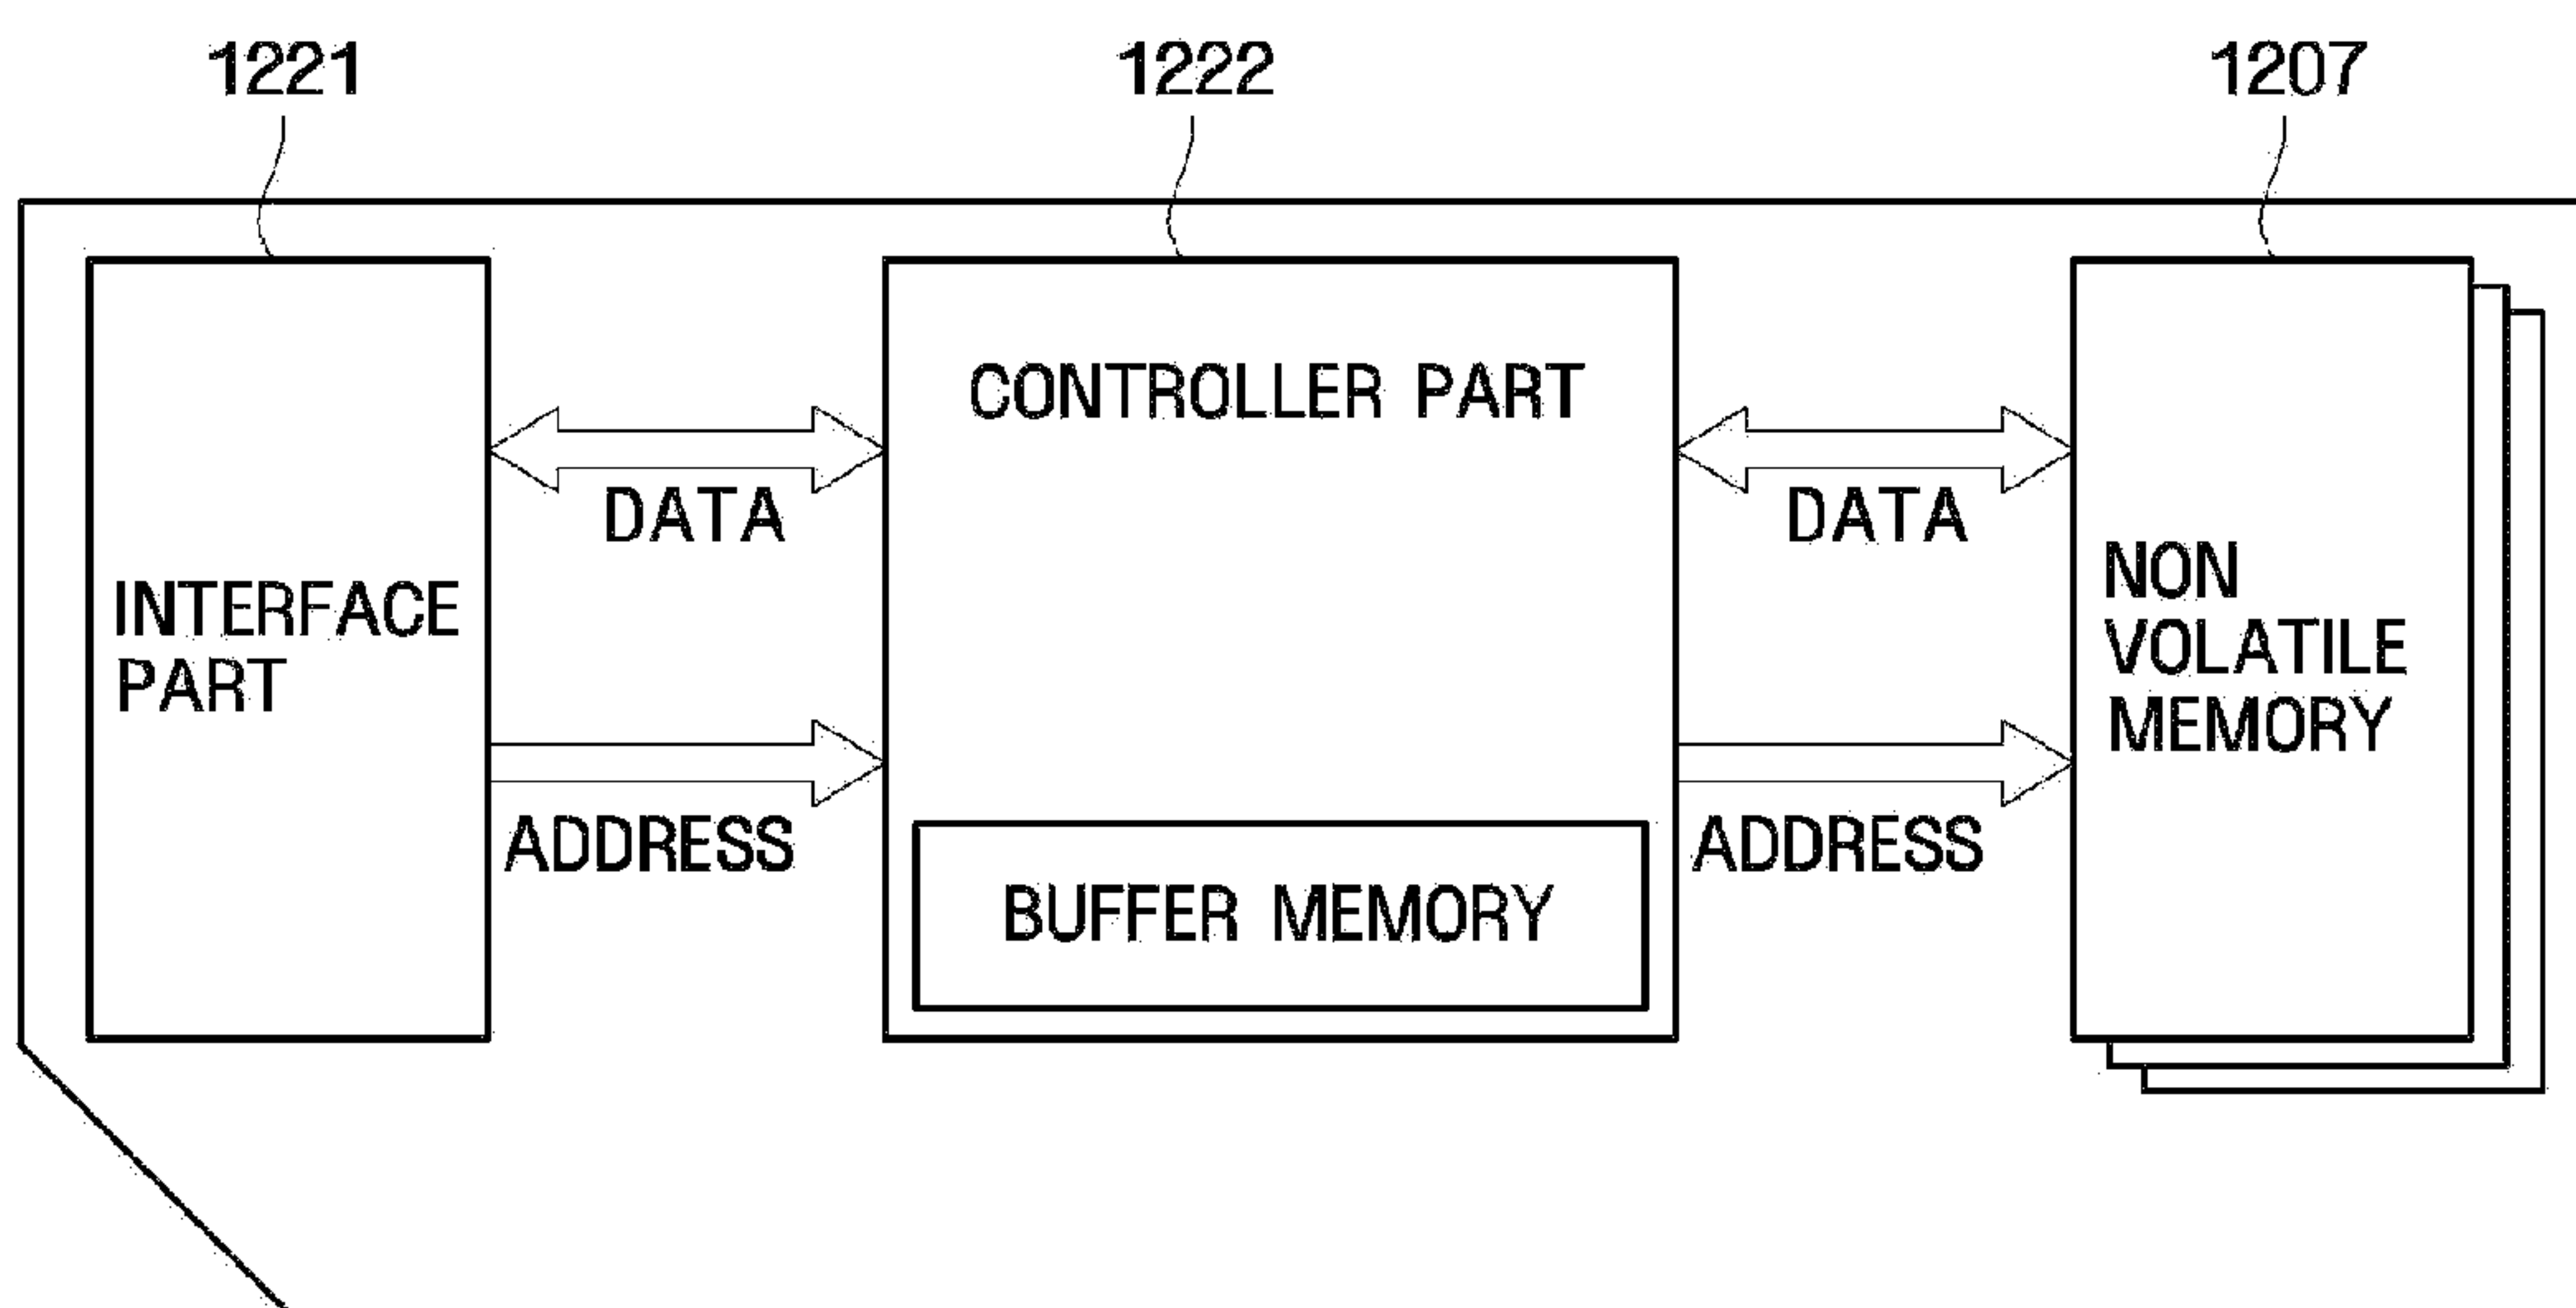 1221
1222
1207
CONTROLLER PART
DATA
DATA
INTERFACE
PART
NON
VOLATILE
MEMORY
ADDRESS
ADDRESS
BUFFER MEMORY